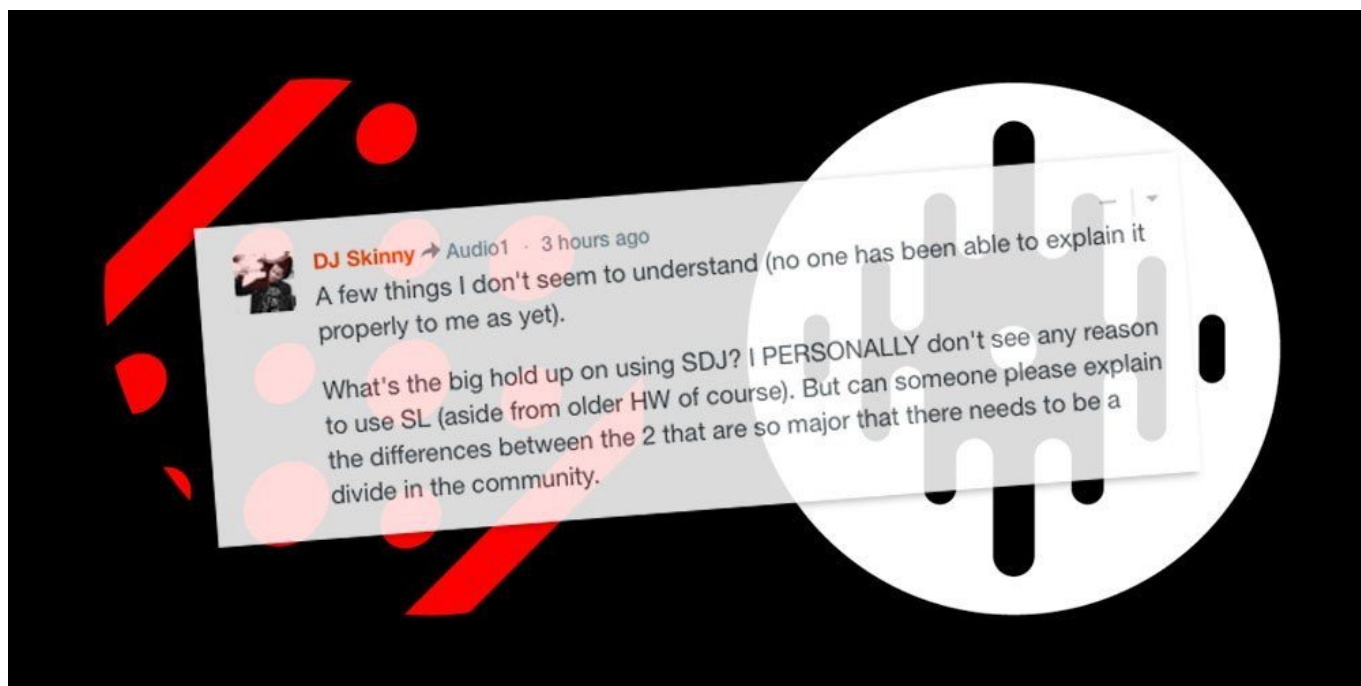 DJ Skinny Audio1 · 3 hours ago
A few things I don't seem to understand (no one has been able to explain it
properly to me as yet).
What's the big hold up on using SDJ? I PERSONALLY don't see any reason
to use SL (aside from older HW of course). But can someone please explain
the differences between the 2 that are so major that there needs to be a
divide in the community.